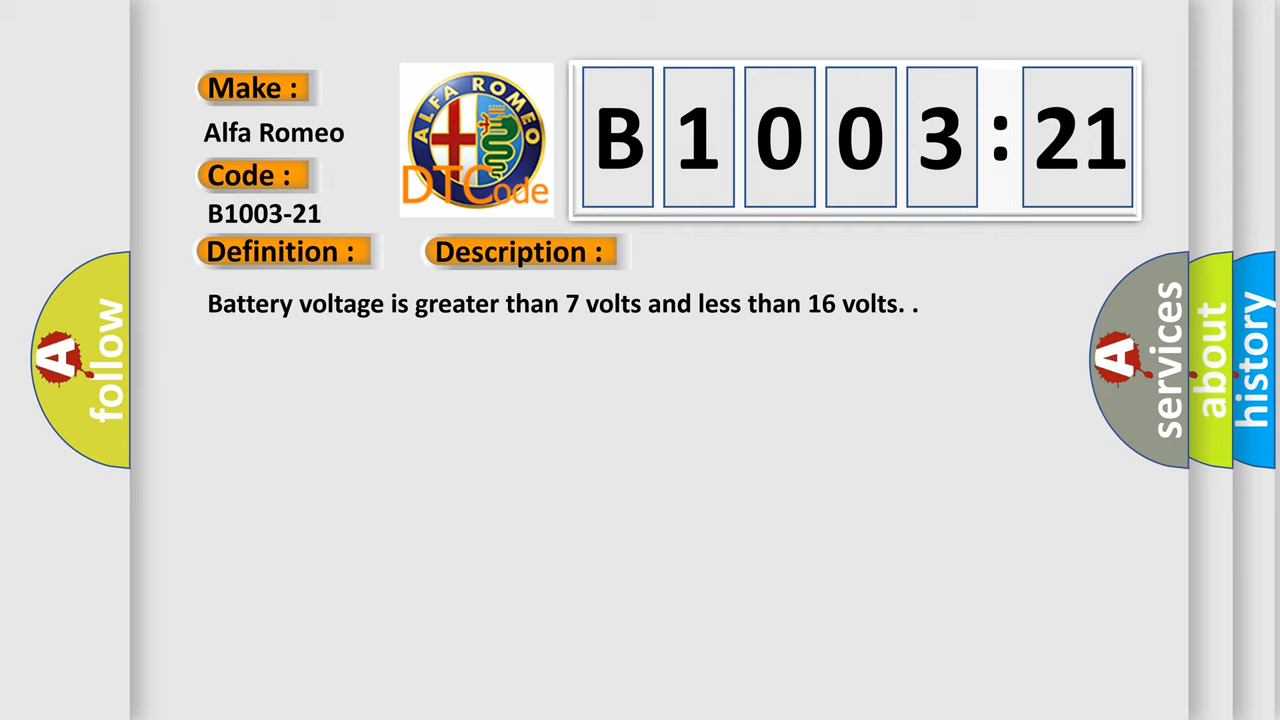 Make :
Alfa Romeo
Code :
B1003-21
Definition :
Description :
Battery voltage is greater than 7 volts and less than 16 volts. .
ALFA ROMEO
DTCode
B 1 0 0 3 : 21
A follow
A services
about
history